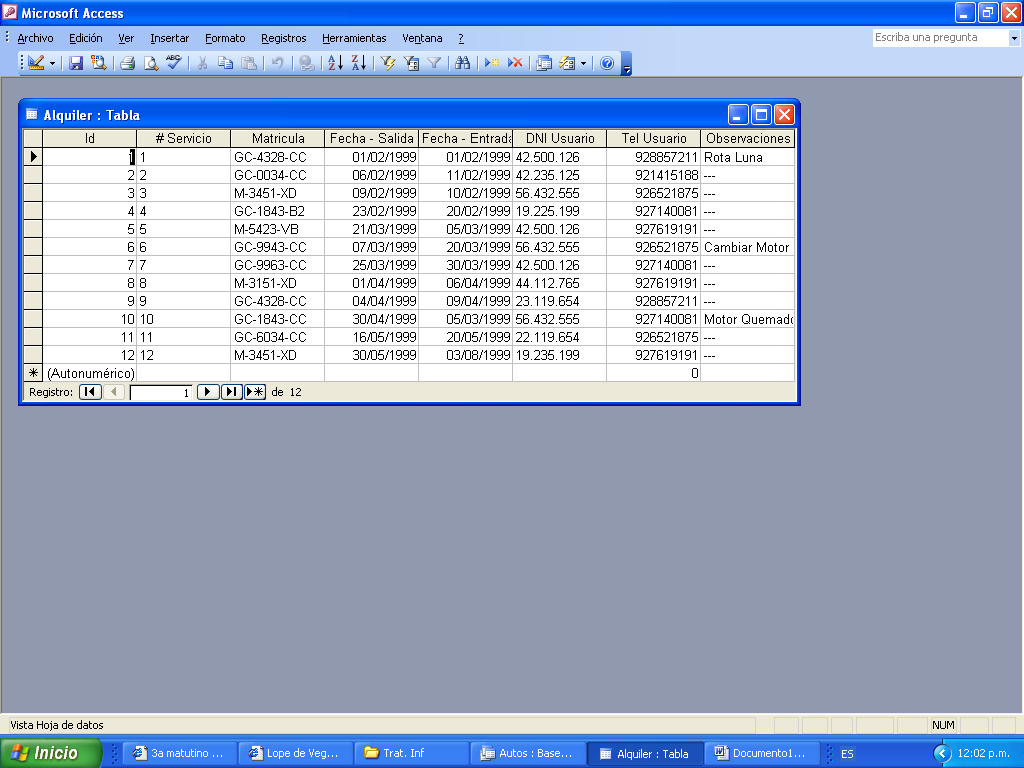 Microsoft Access
Archivo Edición Ver Insertar Formato Registros Herramientas Ventana ? Escriba una pregunta
Alquiler : Tabla
Id # Servicio Matricula Fecha - Salida Fecha - Entrada DNI Usuario Tel Usuario Observaciones
1 1 GC-4328-CC 01/02/1999 01/02/1999 42.500.126 928857211 Rota Luna
2 2 GC-0034-CC 06/02/1999 11/02/1999 42.235.125 921415188 ---
3 3 M-3451-XD 09/02/1999 10/02/1999 56.432.555 926521875 ---
4 4 GC-1843-B2 23/02/1999 20/02/1999 19.225.199 927140081 ---
5 5 M-5423-VB 21/03/1999 05/03/1999 42.500.126 927619191 ---
6 6 GC-9943-CC 07/03/1999 20/03/1999 56.432.555 926521875 Cambiar Motor
7 7 GC-9963-CC 25/03/1999 30/03/1999 42.500.126 927140081 ---
8 8 M-3151-XD 01/04/1999 06/04/1999 44.112.765 927619191 ---
9 9 GC-4328-CC 04/04/1999 09/04/1999 23.119.654 928857211 ---
10 10 GC-1843-CC 30/04/1999 05/03/1999 56.432.555 927140081 Motor Quemado
11 11 GC-6034-CC 16/05/1999 20/05/1999 22.119.654 926521875 ---
12 12 M-3451-XD 30/05/1999 03/08/1999 19.235.199 927619191 ---
(Autonumérico) 0
Registro: 1 de 12
Vista Hoja de datos NUM
Inicio 3a matutino ... Lope de Veg... Trat. Inf Autos : Base... Alquiler : Tabla Documento1... ES 12:02 p.m.